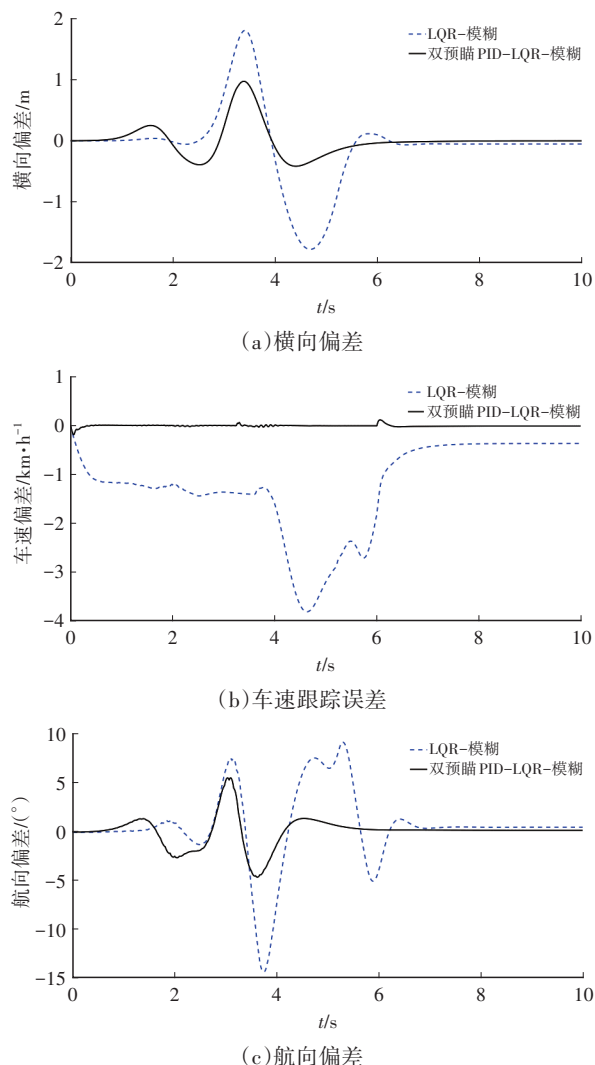 2
LQR-模糊
双预瞄PID-LQR-模糊
1
0
-1
-2
横向偏差/m
0 2 4 6 8 10
t/s
(a)横向偏差
1
LQR-模糊
双预瞄PID-LQR-模糊
0
-1
-2
-3
-4
车速偏差/km·h⁻¹
0 2 4 6 8 10
t/s
(b)车速跟踪误差
10
LQR-模糊
双预瞄PID-LQR-模糊
5
0
-5
-10
-15
航向偏差/(°)
0 2 4 6 8 10
t/s
(c)航向偏差